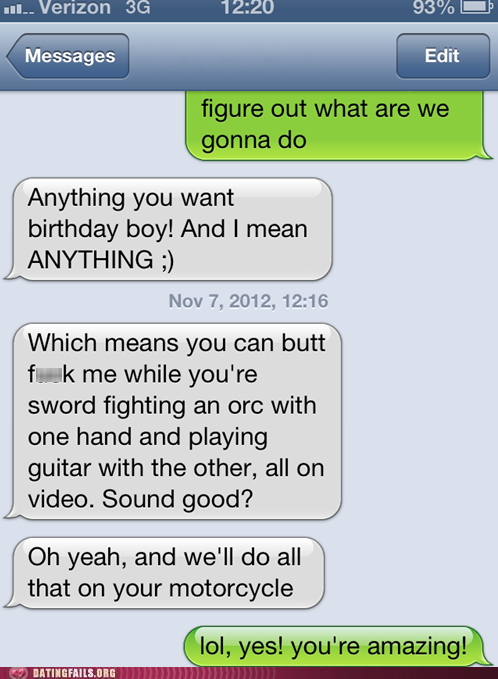 Verizon 3G 12:20 93%
Messages Edit
figure out what are we
gonna do
Anything you want
birthday boy! And I mean
ANYTHING ;)
Nov 7, 2012, 12:16
Which means you can butt
f k me while you're
sword fighting an orc with
one hand and playing
guitar with the other, all on
video. Sound good?
Oh yeah, and we'll do all
that on your motorcycle
lol, yes! you're amazing!
DATINGFAILS.ORG